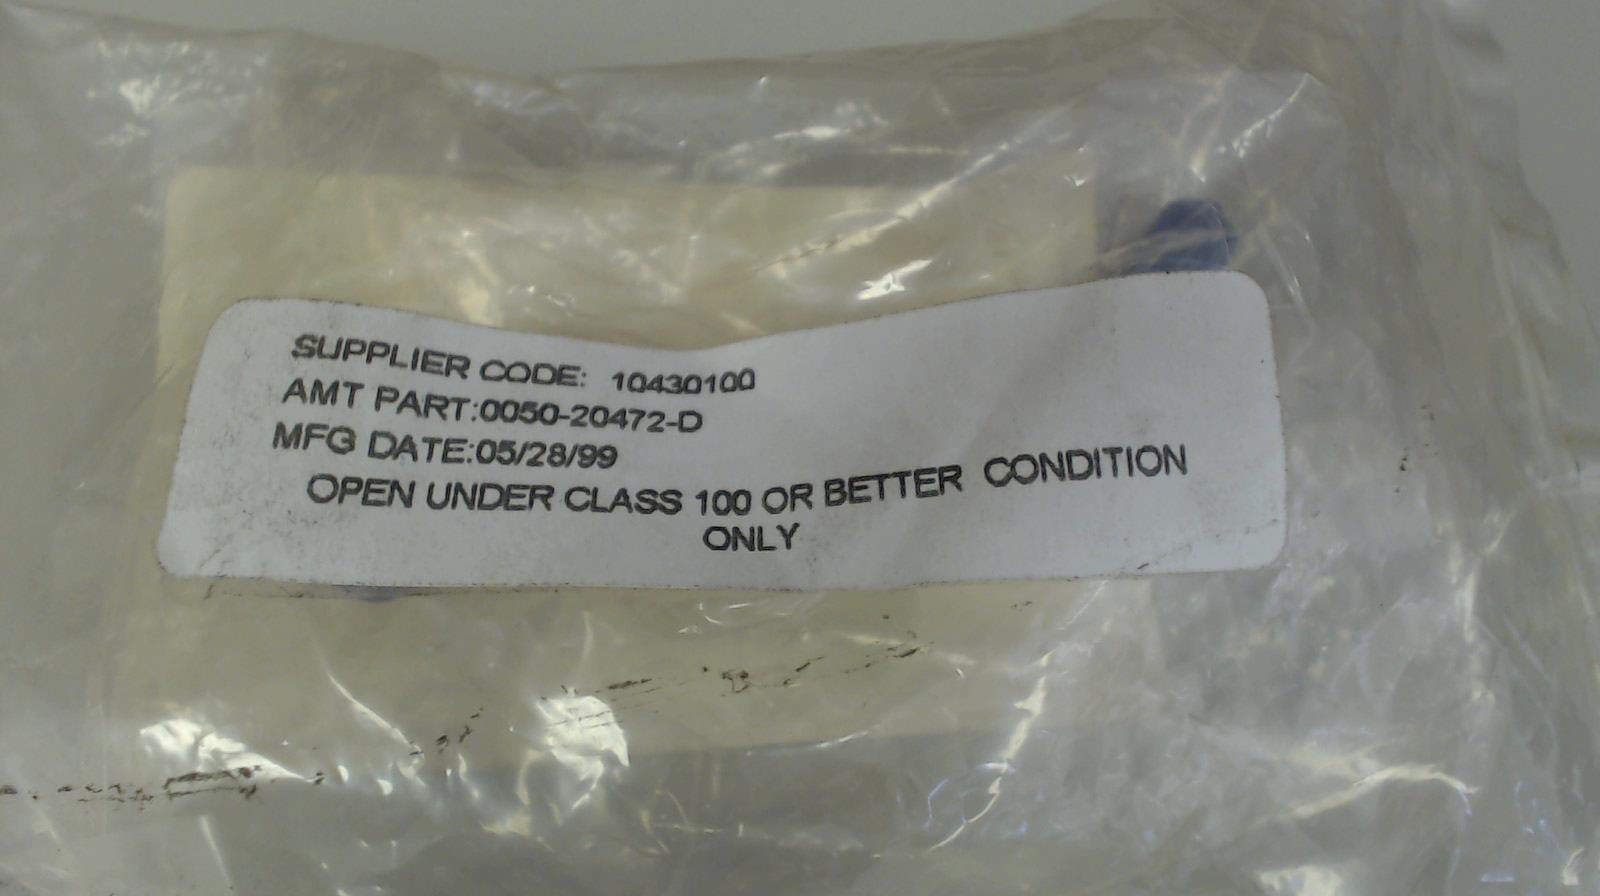 SUPPLIER CODE: 10430100
AMT PART:0050-20472-D
MFG DATE:05/28/99
OPEN UNDER CLASS 100 OR BETTER CONDITION
ONLY